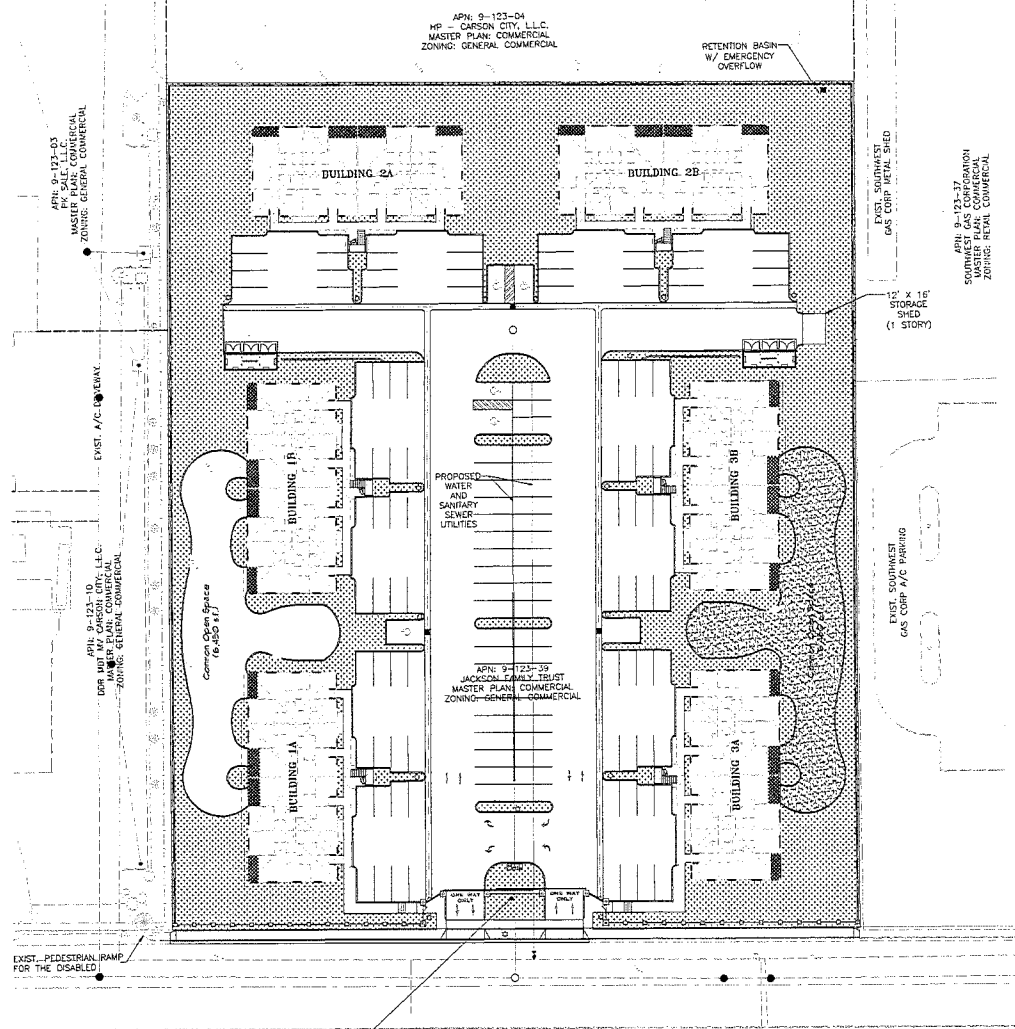 APN: 9-123-04
HP - CARSON CITY, L.L.C.
MASTER PLAN: COMMERCIAL
ZONING: GENERAL COMMERCIAL
RETENTION BASIN
W/ EMERGENCY
OVERFLOW
APN: 9-123-03
PK SALE, L.L.C.
MASTER PLAN: COMMERCIAL
ZONING: GENERAL COMMERCIAL
BUILDING 2A
BUILDING 2B
EXIST. SOUTHWEST
GAS CORP METAL SHED
APN: 9-123-37
SOUTHWEST GAS CORPORATION
MASTER PLAN: COMMERCIAL
ZONING: RETAIL COMMERCIAL
12' X 16'
STORAGE
SHED
(1 STORY)
EXIST. A/C DRIVEWAY
BUILDING 1B
PROPOSED
WATER
AND
SANITARY
SEWER
UTILITIES
BUILDING 3B
EXIST. SOUTHWEST
GAS CORP A/C PARKING
APN: 9-123-10
DDR MDT MV CARSON CITY, L.L.C.
MASTER PLAN: COMMERCIAL
ZONING: GENERAL COMMERCIAL
Common Open Space
Common Open Space
APN: 9-123-39
JACKSON FAMILY TRUST
MASTER PLAN: COMMERCIAL
ZONING: GENERAL COMMERCIAL
BUILDING 1A
BUILDING 3A
ONE WAY
ONLY
ONE WAY
ONLY
EXIST. PEDESTRIAN RAMP
FOR THE DISABLED